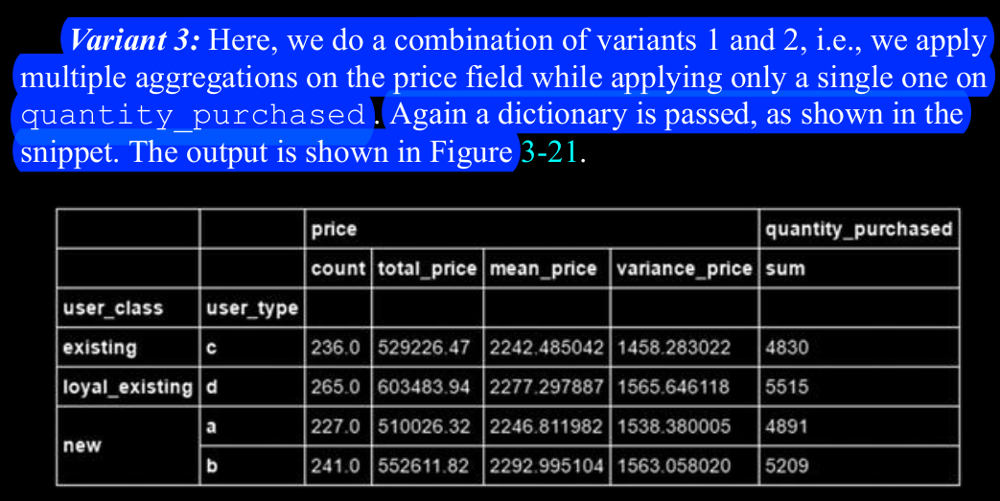 Variant 3: Here, we do a combination of variants 1 and 2, i.e., we apply
multiple aggregations on the price field while applying only a single one on
quantity_purchased. Again a dictionary is passed, as shown in the
snippet. The output is shown in Figure 3-21.
price quantity_purchased
count total_price mean_price variance_price sum
user_class user_type
existing c 236.0 529226.47 2242.485042 1458.283022 4830
loyal_existing d 265.0 603483.94 2277.297887 1565.646118 5515
new a 227.0 510026.32 2246.811982 1538.380005 4891
b 241.0 552611.82 2292.995104 1563.058020 5209